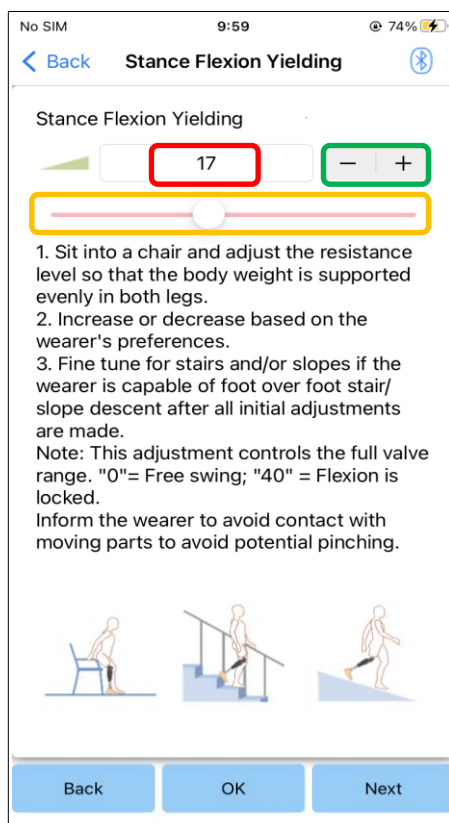 No SIM 9:59 74%
Back Stance Flexion Yielding
Stance Flexion Yielding
17 − +
1. Sit into a chair and adjust the resistance
level so that the body weight is supported
evenly in both legs.
2. Increase or decrease based on the
wearer's preferences.
3. Fine tune for stairs and/or slopes if the
wearer is capable of foot over foot stair/
slope descent after all initial adjustments
are made.
Note: This adjustment controls the full valve
range. "0"= Free swing; "40" = Flexion is
locked.
Inform the wearer to avoid contact with
moving parts to avoid potential pinching.
Back OK Next